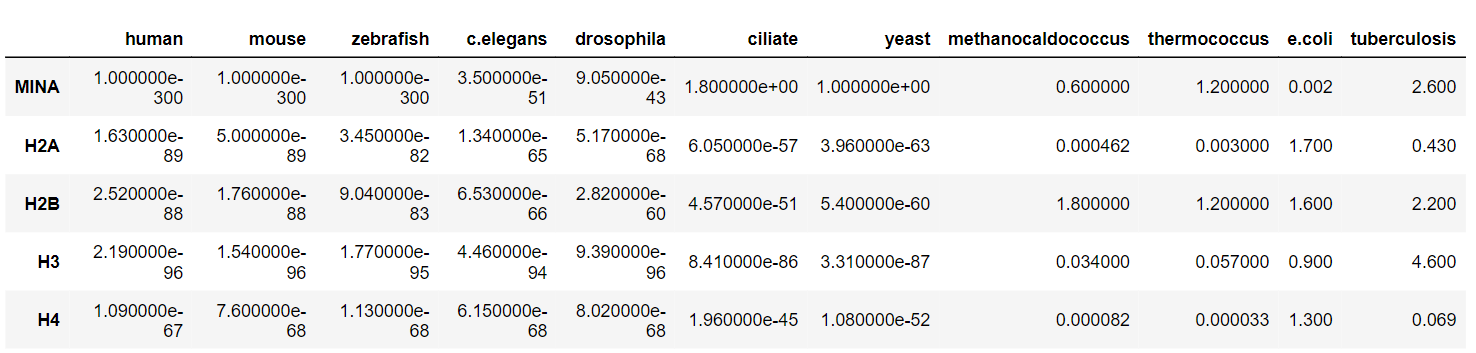 human mouse zebrafish c.elegans drosophila ciliate yeast methanocaldococcus thermococcus e.coli tuberculosis
MINA 1.000000e-300 1.000000e-300 1.000000e-300 3.500000e-51 9.050000e-43 1.800000e+00 1.000000e+00 0.600000 1.200000 0.002 2.600
H2A 1.630000e-89 5.000000e-89 3.450000e-82 1.340000e-65 5.170000e-68 6.050000e-57 3.960000e-63 0.000462 0.003000 1.700 0.430
H2B 2.520000e-88 1.760000e-88 9.040000e-83 6.530000e-66 2.820000e-60 4.570000e-51 5.400000e-60 1.800000 1.200000 1.600 2.200
H3 2.190000e-96 1.540000e-96 1.770000e-95 4.460000e-94 9.390000e-96 8.410000e-86 3.310000e-87 0.034000 0.057000 0.900 4.600
H4 1.090000e-67 7.600000e-68 1.130000e-68 6.150000e-68 8.020000e-68 1.960000e-45 1.080000e-52 0.000082 0.000033 1.300 0.069